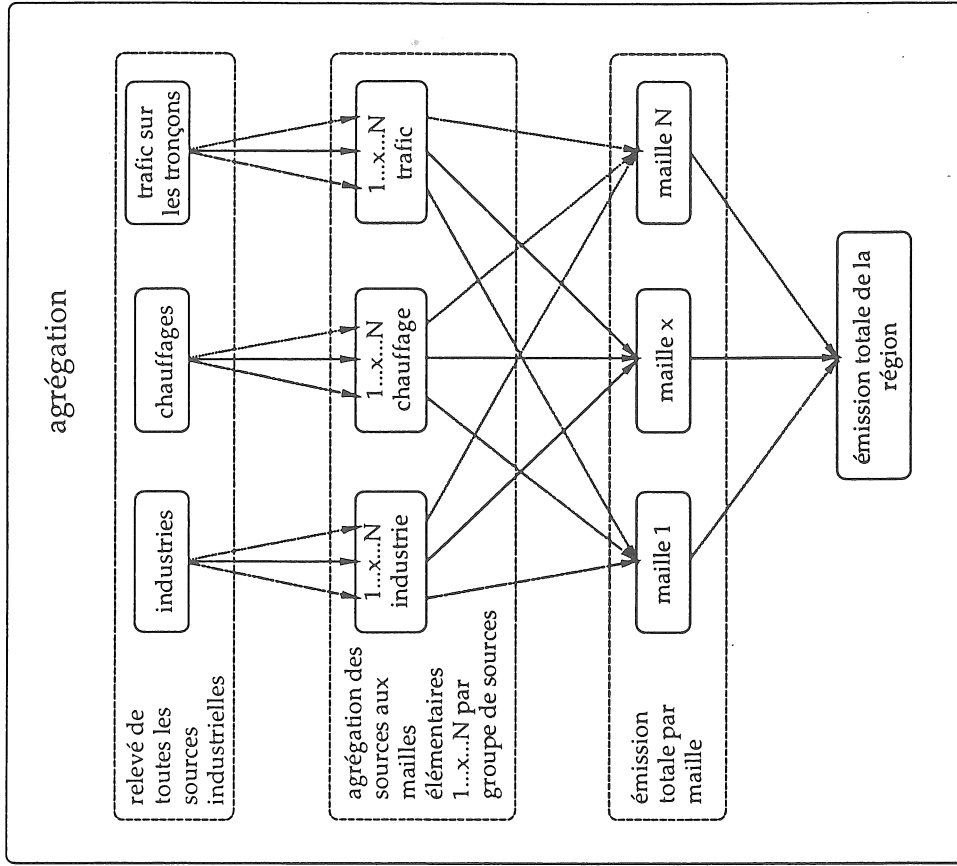 agrégation
relevé de
toutes les
sources
industrielles
industries
chauffages
trafic sur
les tronçons
agrégation des
sources aux
mailles
élémentaires
1...x...N par
groupe de sources
1...x...N
industrie
1...x...N
chauffage
1...x...N
trafic
émission
totale par
maille
maille 1
maille x
maille N
émission totale de la
région